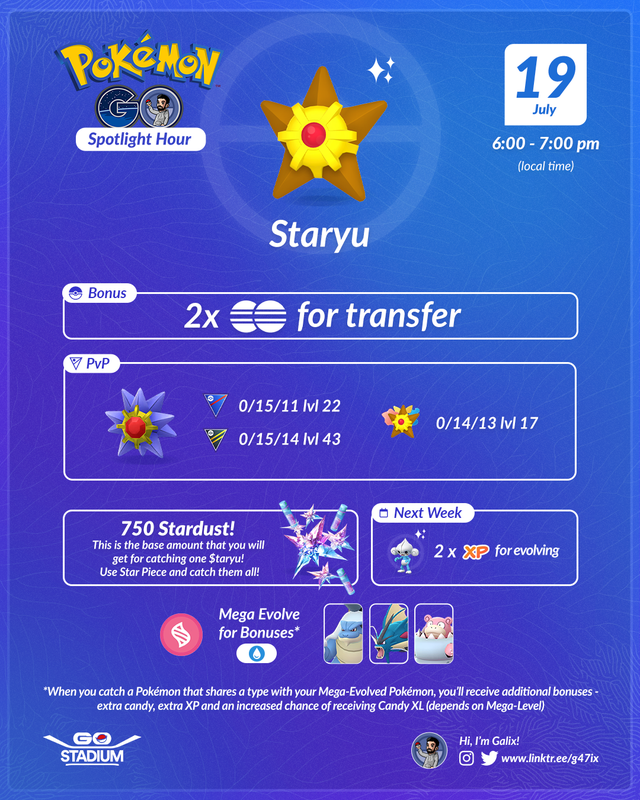 POKéMON
GO
Spotlight Hour
19
July
6:00 - 7:00 pm
(local time)
Staryu
Bonus
2x for transfer
PvP
0/15/11 lvl 22
0/15/14 lvl 43
0/14/13 lvl 17
750 Stardust!
This is the base amount that you will
get for catching one Staryu!
Use Star Piece and catch them all!
Next Week
2 x XP for evolving
Mega Evolve
for Bonuses*
*When you catch a Pokémon that shares a type with your Mega-Evolved Pokémon, you'll receive additional bonuses -
extra candy, extra XP and an increased chance of receiving Candy XL (depends on Mega-Level)
GO
STADIUM
Hi, I'm Galix!
www.linktr.ee/g47ix